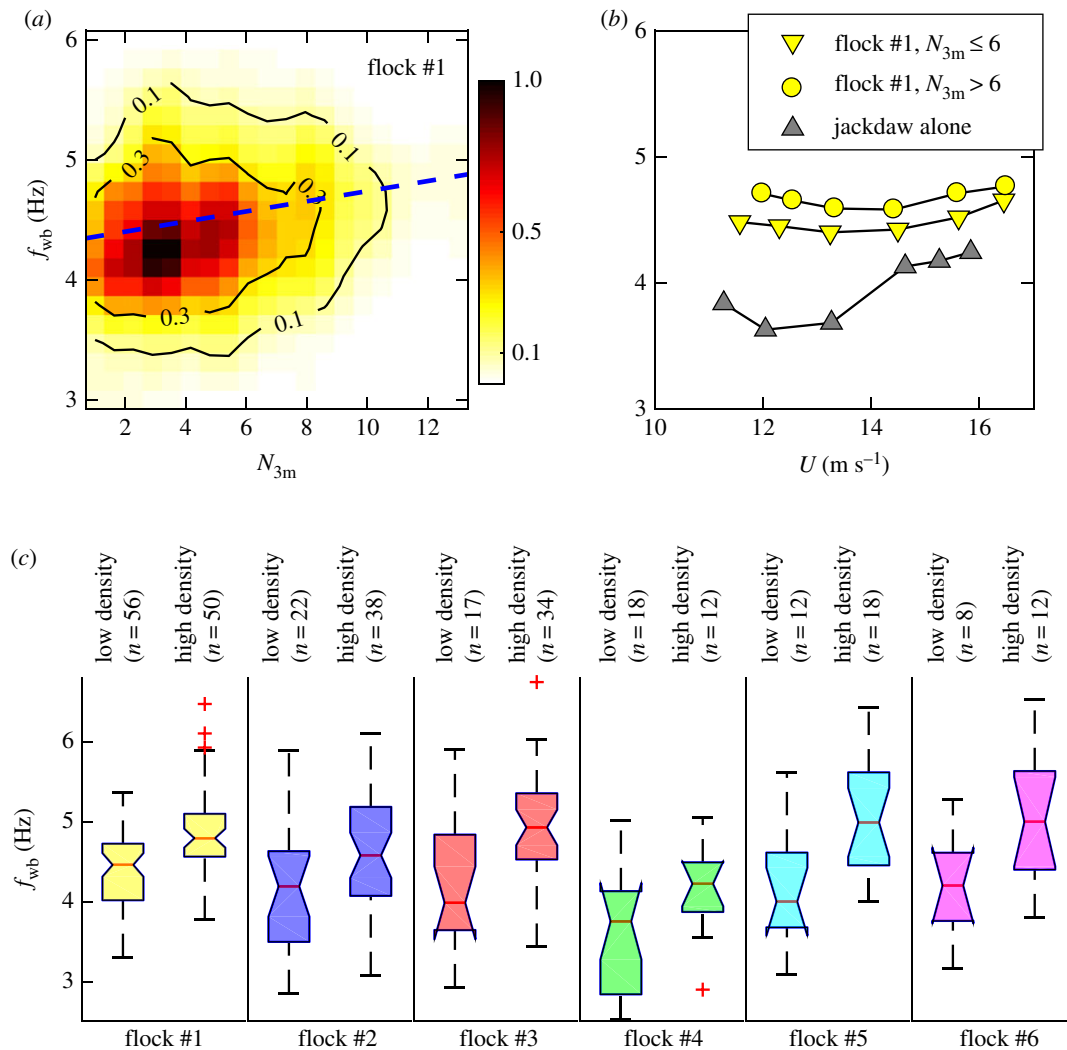 (a)
flock #1
6
5
4
3
f_wb (Hz)
2
4
6
8
10
12
N_3m
0.1
0.1
0.3
0.3
0.3
0.1
1.0
0.5
0.1
(b)
flock #1, N_3m ≤ 6
flock #1, N_3m > 6
jackdaw alone
6
5
4
3
10
12
14
16
U (m s⁻¹)
(c)
low density
(n = 56)
high density
(n = 50)
low density
(n = 22)
high density
(n = 38)
low density
(n = 17)
high density
(n = 34)
low density
(n = 18)
high density
(n = 12)
low density
(n = 12)
high density
(n = 18)
low density
(n = 8)
high density
(n = 12)
6
5
4
3
f_wb (Hz)
flock #1
flock #2
flock #3
flock #4
flock #5
flock #6